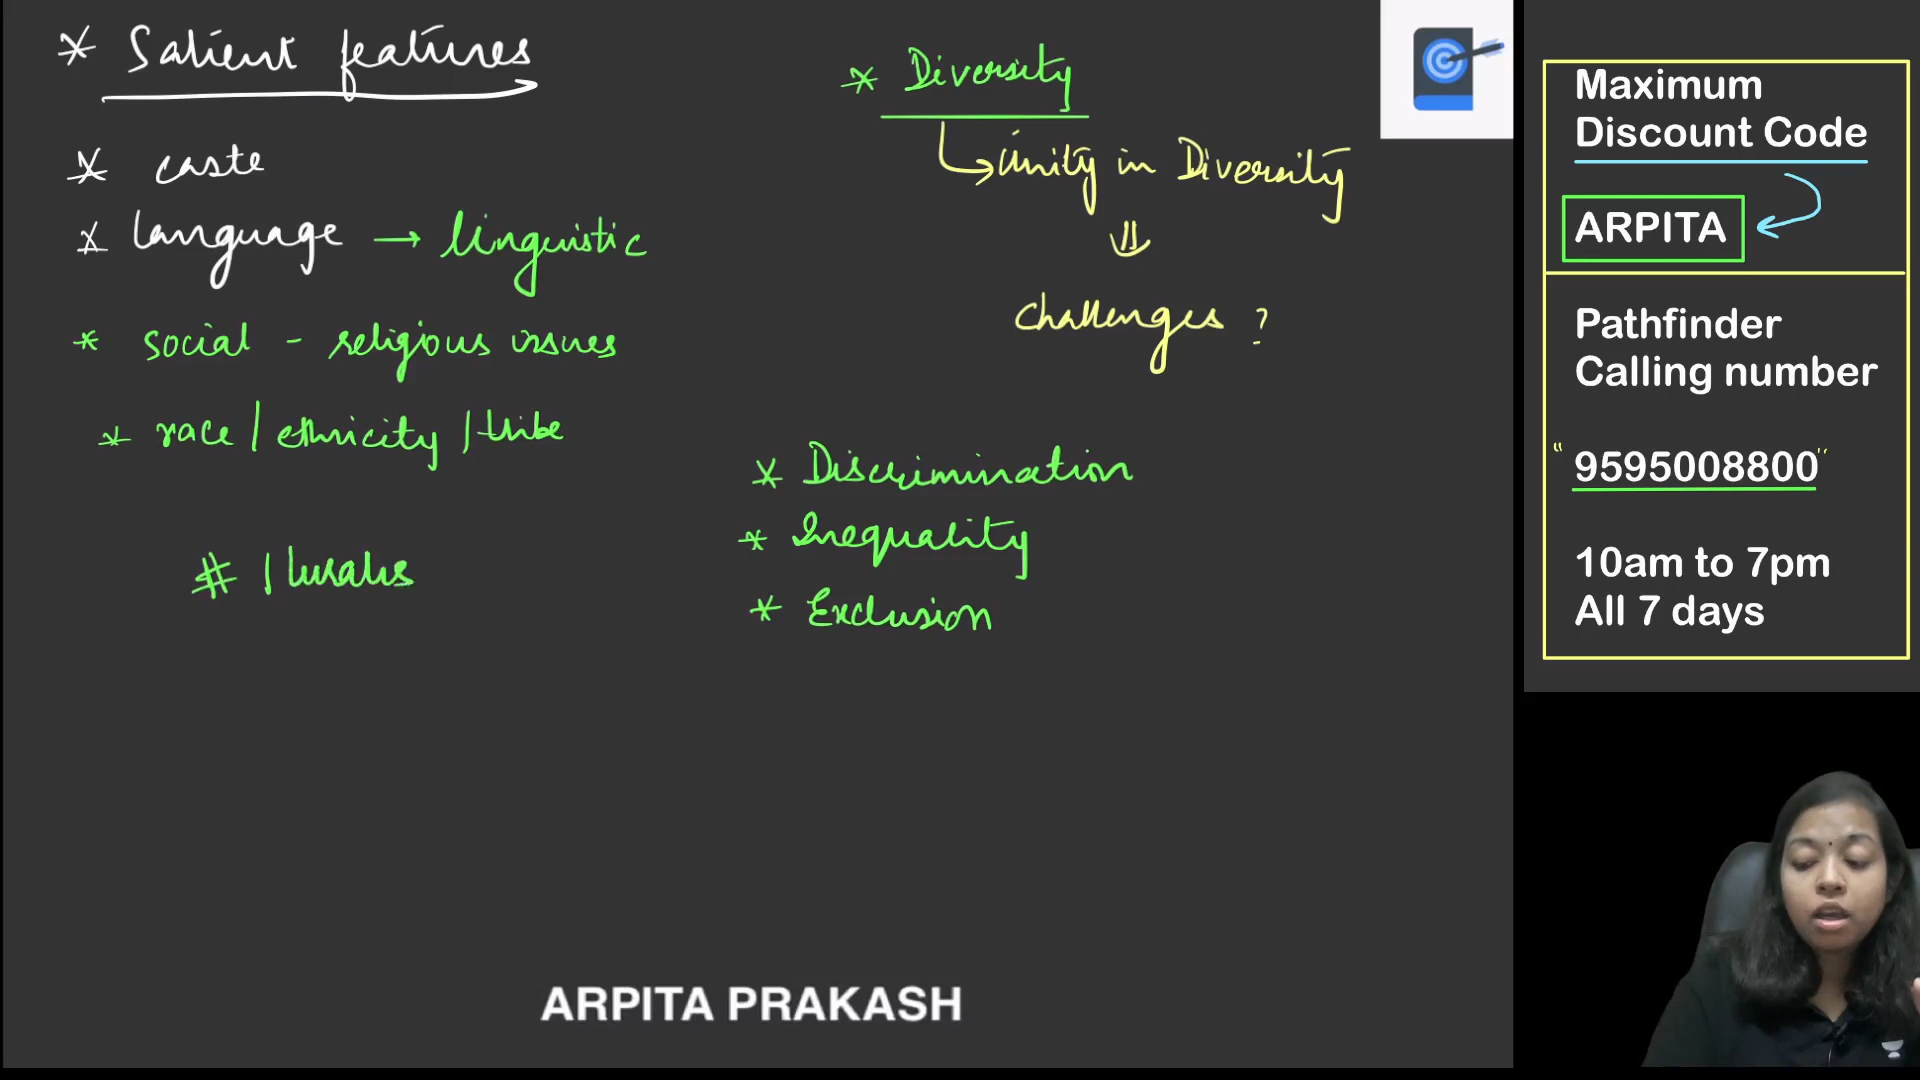 * Salient features
* caste
* language → linguistic
* social - religious issues
* race / ethnicity / tribe
#
* Diversity
↳ unity in Diversity
⇓
Challenges ?
* Discrimination
* Inequality
* Exclusion
ARPITA PRAKASH
Maximum
Discount Code
ARPITA
Pathfinder
Calling number
"9595008800"
10am to 7pm
All 7 days